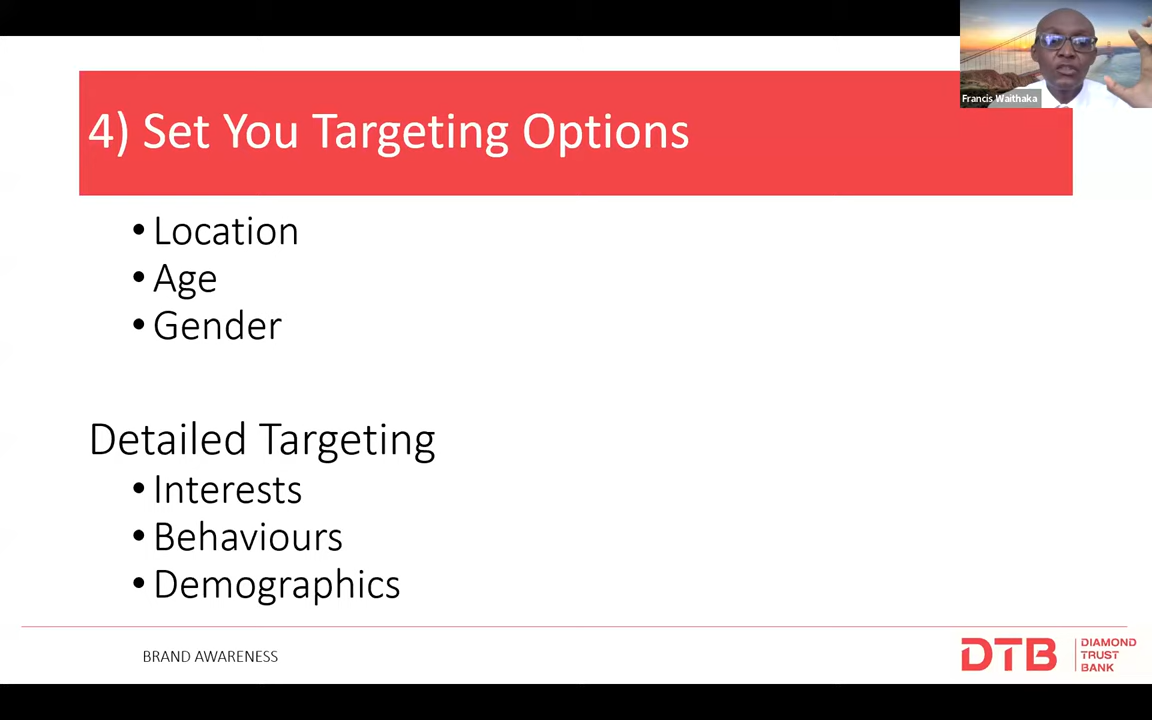 4) Set You Targeting Options
Francis Waithaka
• Location
• Age
• Gender
Detailed Targeting
• Interests
• Behaviours
• Demographics
BRAND AWARENESS
DTB
DIAMOND
TRUST
BANK